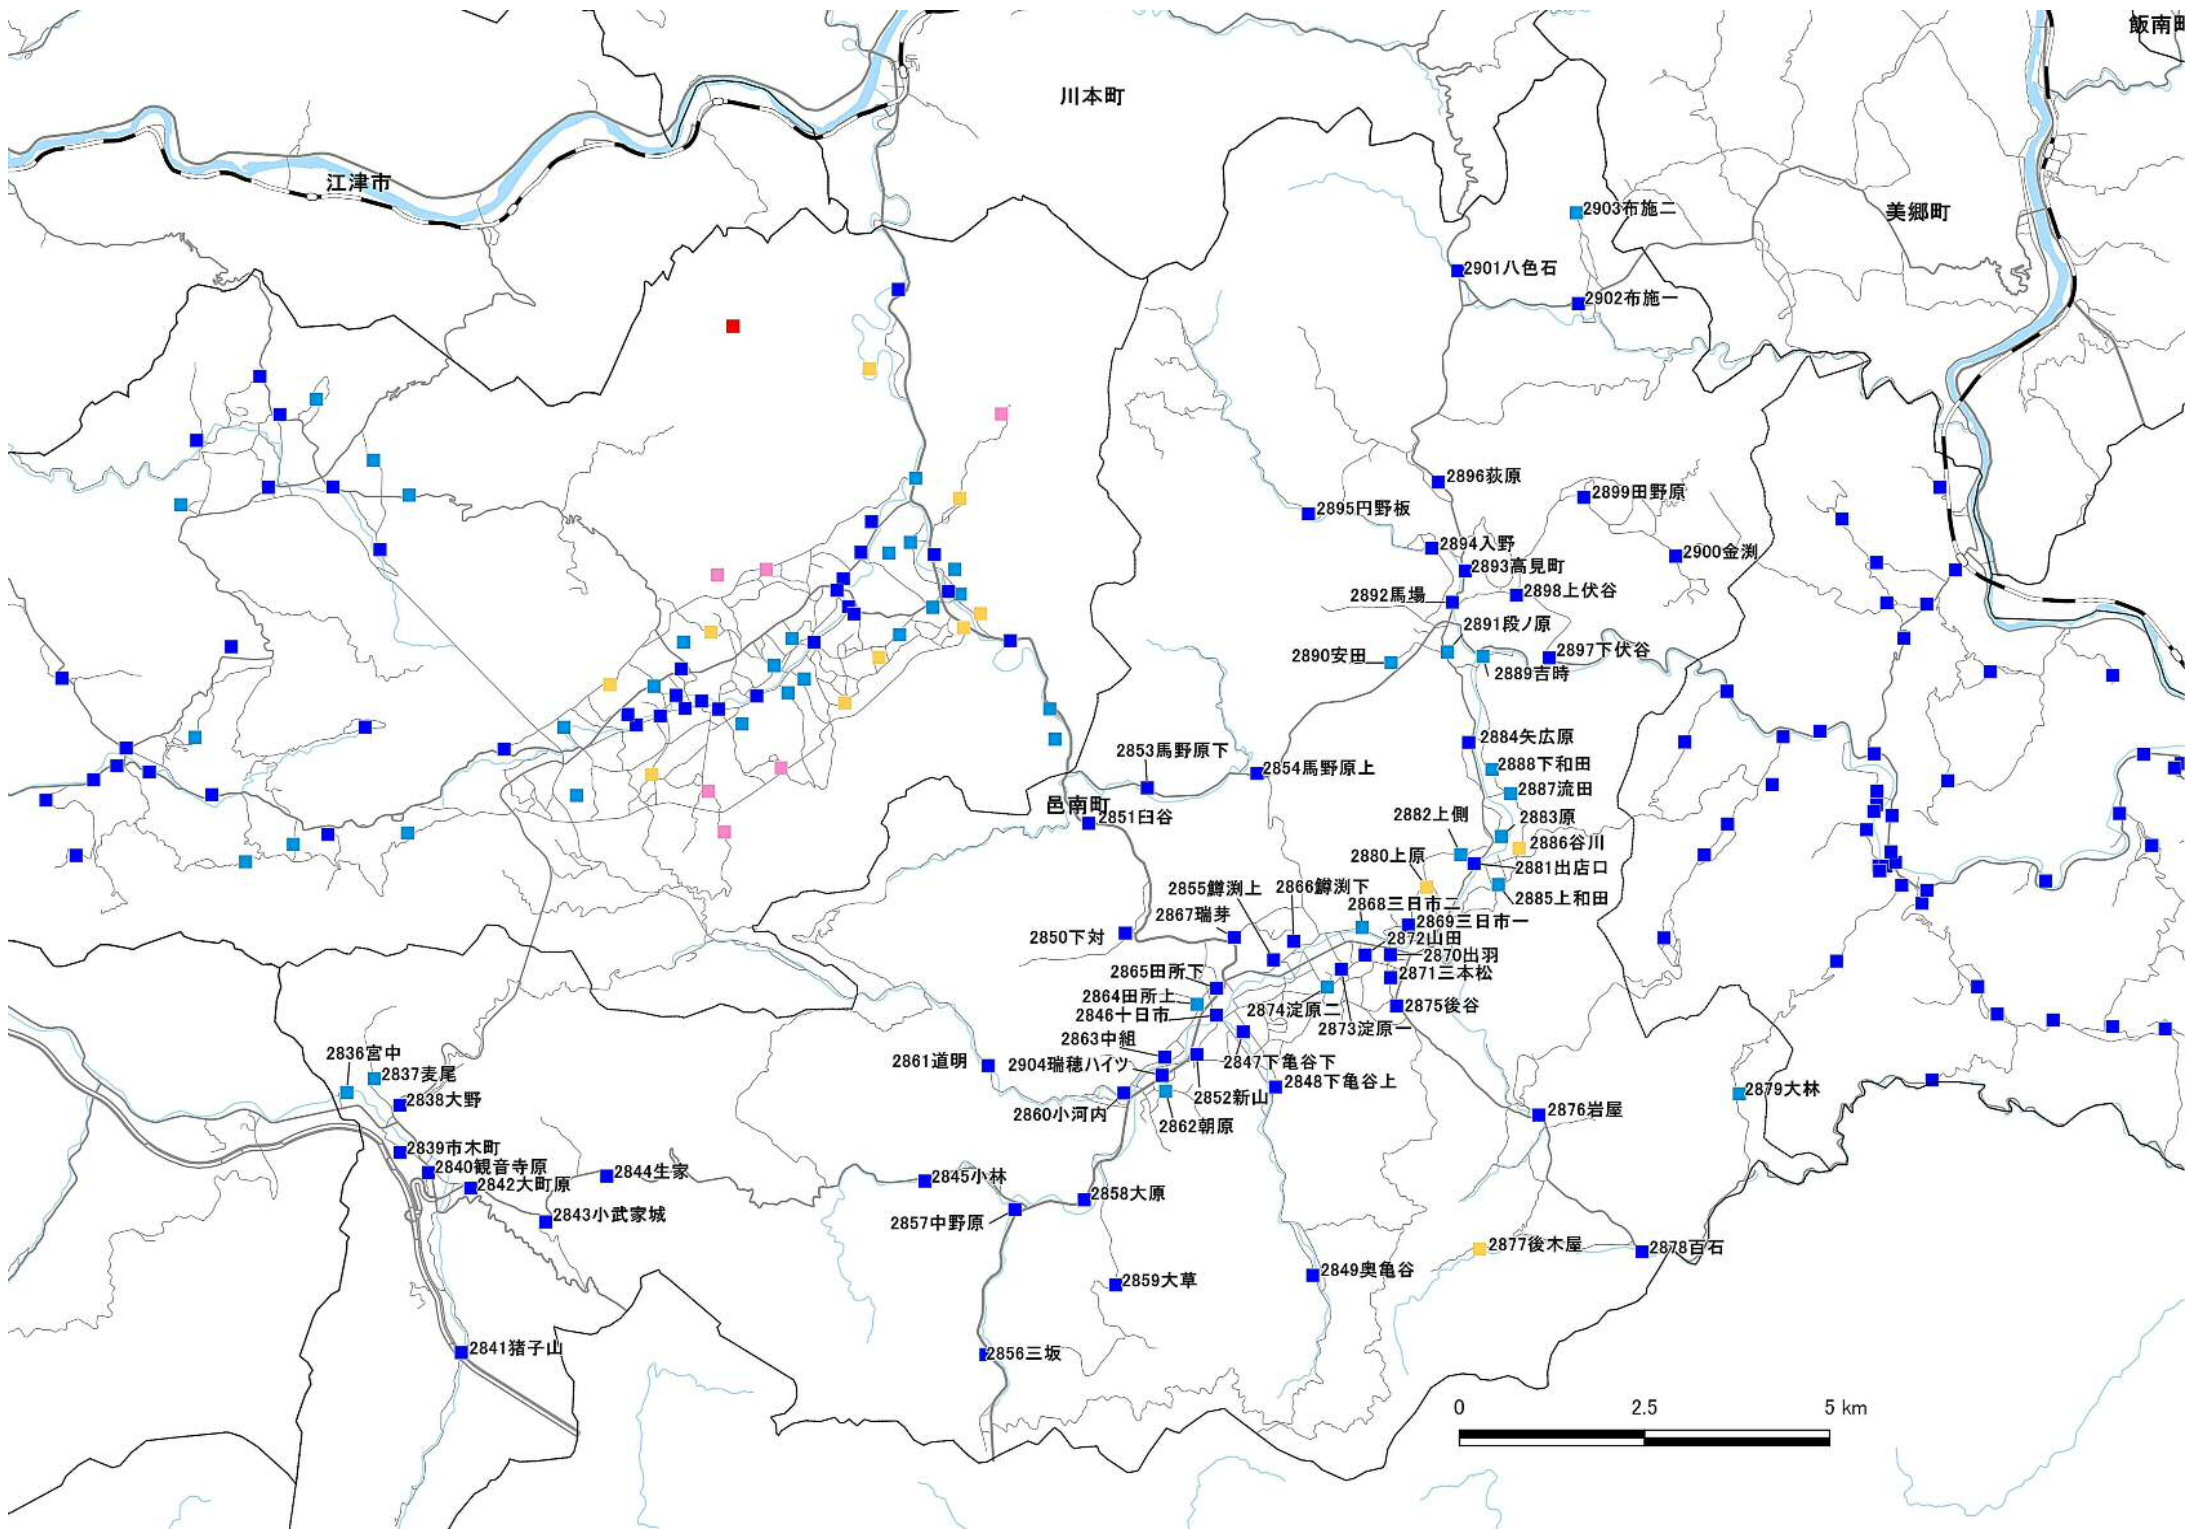 飯南町
川本町
江津市
2903布施二
美郷町
2901八色石
2902布施一
2896荻原
2899田野原
2895円野板
2894入野
2900金渕
2893高見町
2892馬場
2898上伏谷
2891段ノ原
2890安田
2897下伏谷
2889吉時
2884矢広原
2853馬野原下
2854馬野原上
2888下和田
2887流田
邑南町
2851臼谷
2882上側
2883原
2886谷川
2880上原
2881出店口
2855鱒渕上
2866鱒渕下
2885上和田
2868三日市二
2867瑞芽
2869三日市一
2850下対
2872山田
2870出羽
2865田所下
2871三本松
2864田所上
2874淀原二
2875後谷
2846十日市
2873淀原一
2863中組
2836宮中
2861道明
2904瑞穂ハイツ
2847下亀谷下
2837麦尾
2848下亀谷上
2838大野
2852新山
2879大林
2860小河内
2876岩屋
2862朝原
2839市木町
2840観音寺原
2844生家
2845小林
2842大町原
2858大原
2843小武家城
2857中野原
2877後木屋
2878百石
2859大草
2849奥亀谷
2841猪子山
2856三坂
0 2.5 5 km